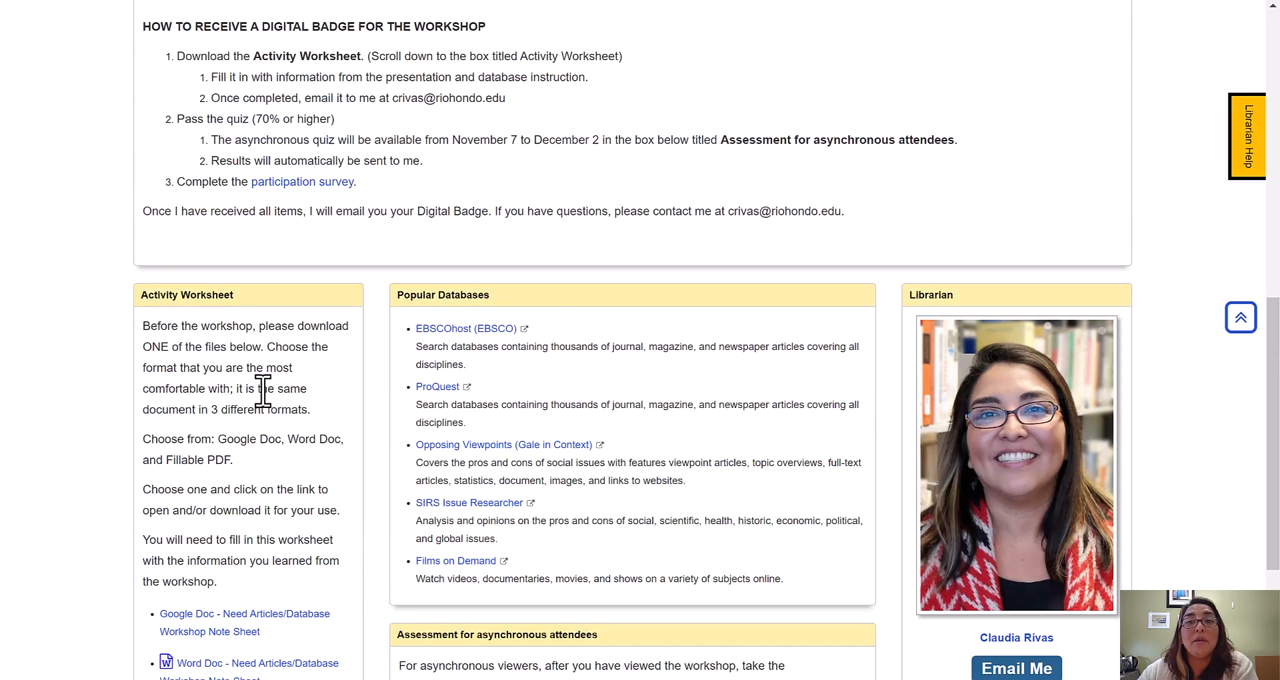 HOW TO RECEIVE A DIGITAL BADGE FOR THE WORKSHOP
1. Download the Activity Worksheet. (Scroll down to the box titled Activity Worksheet)
1. Fill it in with information from the presentation and database instruction.
2. Once completed, email it to me at crivas@riohondo.edu
2. Pass the quiz (70% or higher)
1. The asynchronous quiz will be available from November 7 to December 2 in the box below titled Assessment for asynchronous attendees.
2. Results will automatically be sent to me.
3. Complete the participation survey.
Once I have received all items, I will email you your Digital Badge. If you have questions, please contact me at crivas@riohondo.edu.
Librarian Help
Activity Worksheet
Before the workshop, please download
ONE of the files below. Choose the
format that you are the most
comfortable with; it is the same
document in 3 different formats.
Choose from: Google Doc, Word Doc,
and Fillable PDF.
Choose one and click on the link to
open and/or download it for your use.
You will need to fill in this worksheet
with the information you learned from
the workshop.
• Google Doc - Need Articles/Database
Workshop Note Sheet
• Word Doc - Need Articles/Database
Workshop Note Sheet
Popular Databases
• EBSCOhost (EBSCO)
Search databases containing thousands of journal, magazine, and newspaper articles covering all
disciplines.
• ProQuest
Search databases containing thousands of journal, magazine, and newspaper articles covering all
disciplines.
• Opposing Viewpoints (Gale in Context)
Covers the pros and cons of social issues with features viewpoint articles, topic overviews, full-text
articles, statistics, document, images, and links to websites.
• SIRS Issue Researcher
Analysis and opinions on the pros and cons of social, scientific, health, historic, economic, political,
and global issues.
• Films on Demand
Watch videos, documentaries, movies, and shows on a variety of subjects online.
Assessment for asynchronous attendees
For asynchronous viewers, after you have viewed the workshop, take the
Librarian
Claudia Rivas
Email Me